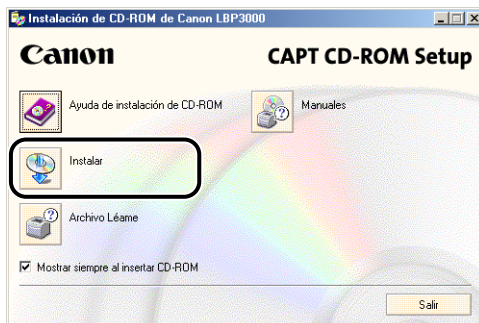 Instalación de CD-ROM de Canon LBP3000
Canon
CAPT CD-ROM Setup
Ayuda de instalación de CD-ROM
Manuales
Instalar
Archivo Léame
Mostrar siempre al insertar CD-ROM
Salir